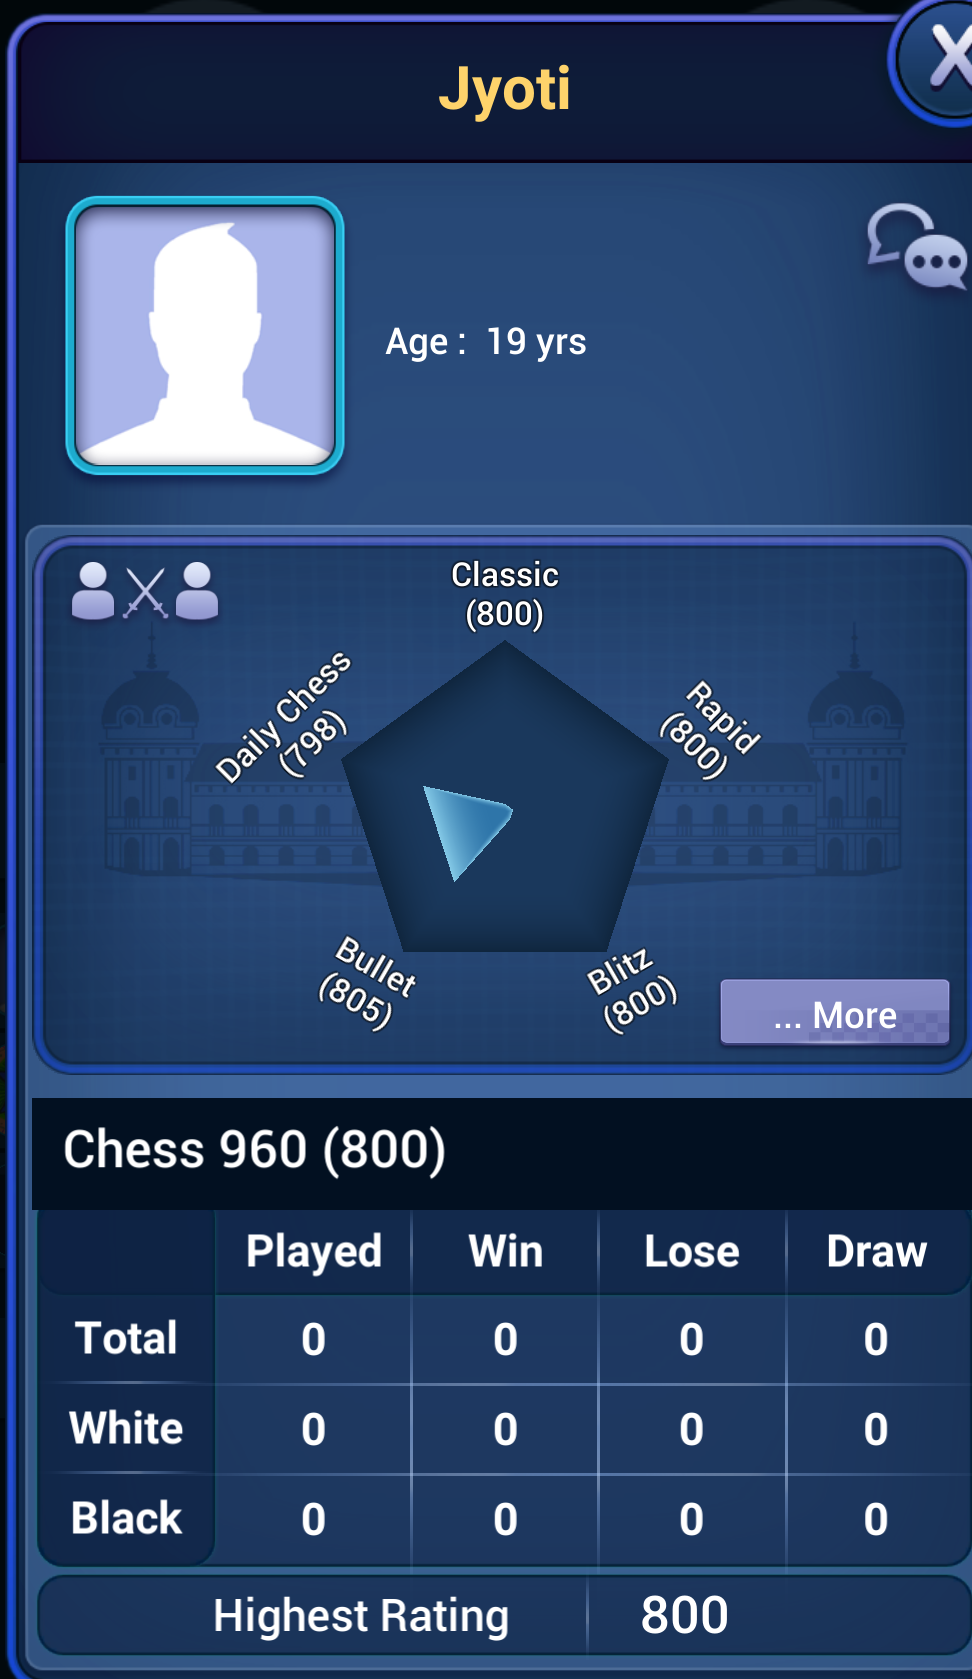 Jyoti
X
Age : 19 yrs
Classic
(800)
Daily Chess
(798)
Rapid
(800)
Bullet
(805)
Blitz
(800)
... More
Chess 960 (800)
Played Win Lose Draw
Total 0 0 0 0
White 0 0 0 0
Black 0 0 0 0
Highest Rating 800